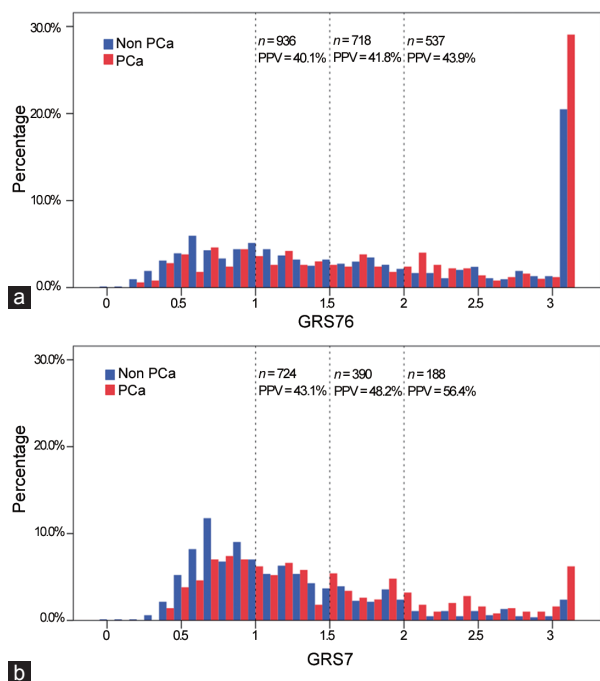 30.0%
Non PCa
PCa
n = 936 n = 718 n = 537
PPV = 40.1% PPV = 41.8% PPV = 43.9%
20.0%
Percentage
10.0%
0.0%
a
0 0.5 1 1.5 2 2.5 3
GRS76
30.0%
Non PCa
PCa
n = 724 n = 390 n = 188
PPV = 43.1% PPV = 48.2% PPV = 56.4%
20.0%
Percentage
10.0%
0.0%
0 0.5 1 1.5 2 2.5 3
GRS7
b